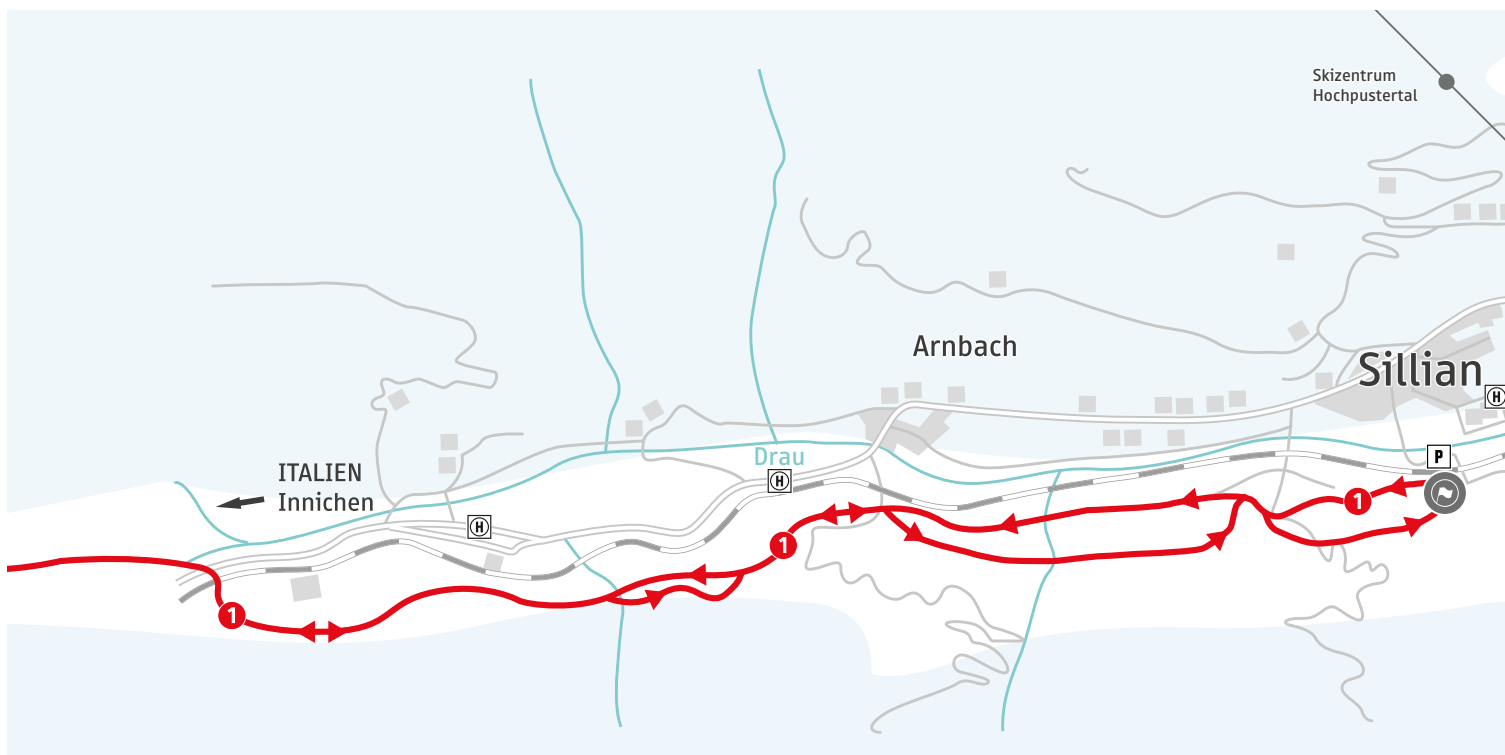 Skizentrum
Hochpustertal
Arnbach
Sillian
H
P
Drau
H
ITALIEN
Innichen
H
1
1
1